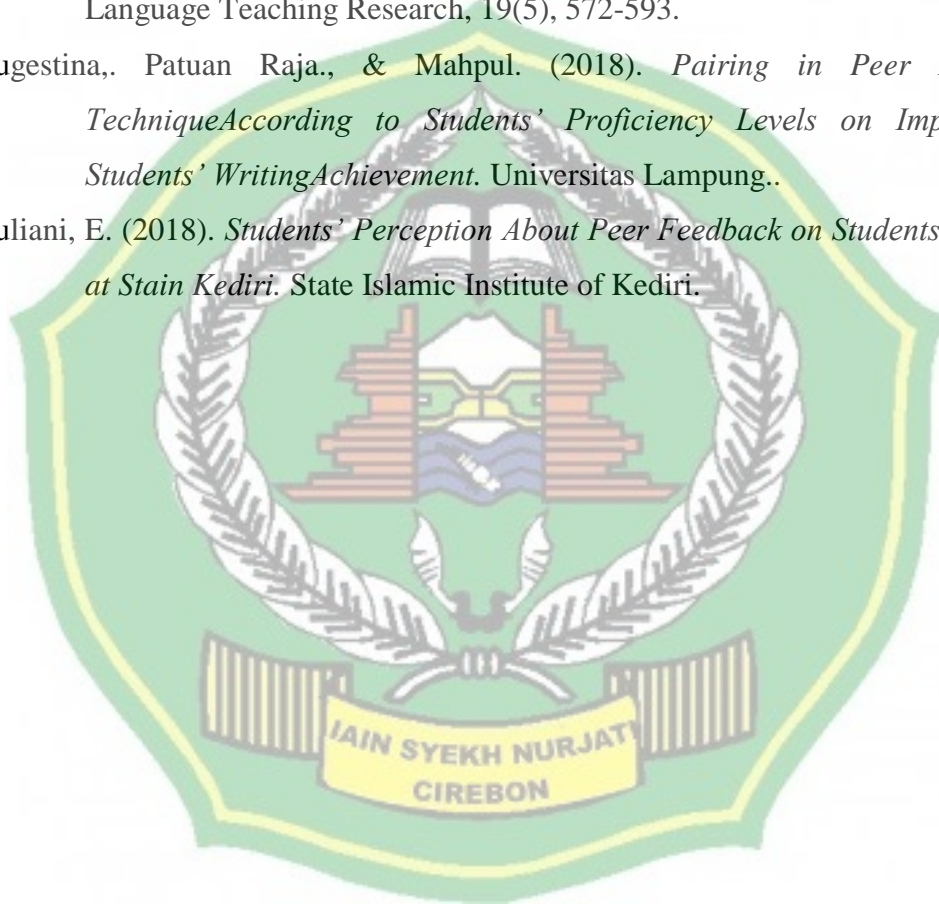 Language Teaching Research, 19(5), 572-593.
ugestina,. Patuan Raja., & Mahpul. (2018). Pairing in Peer
TechniqueAccording to Students' Proficiency Levels on Imp
Students' WritingAchievement. Universitas Lampung..
uliani, E. (2018). Students' Perception About Peer Feedback on Students
at Stain Kediri. State Islamic Institute of Kediri.
IAIN SYEKH NURJATI
CIREBON